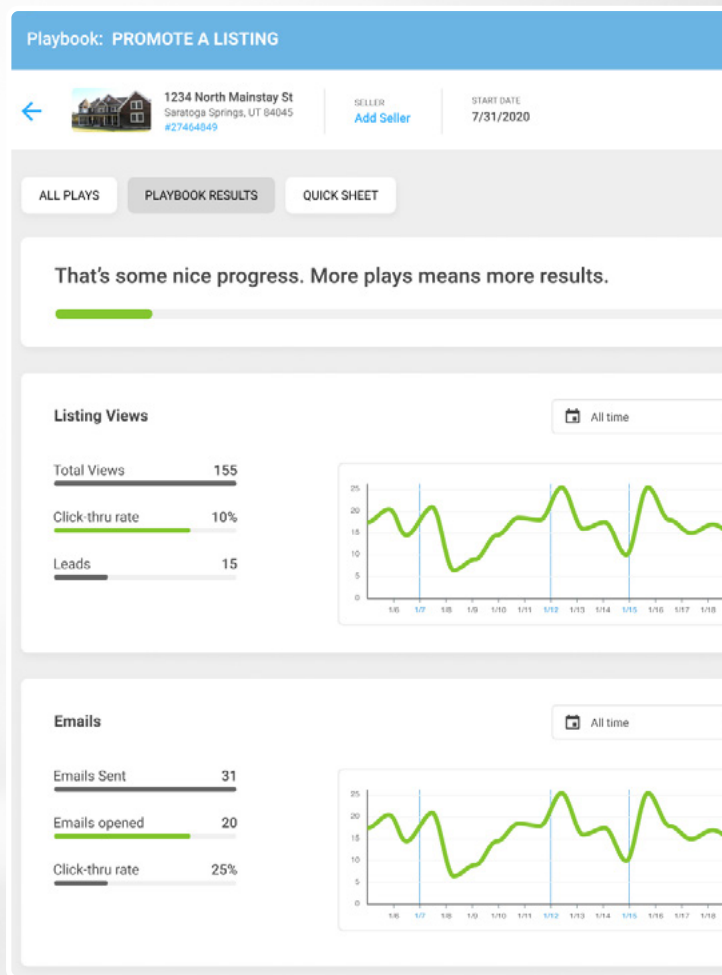 Playbook: PROMOTE A LISTING
1234 North Mainstay St
Saratoga Springs, UT 84045
#27464849
SELLER
Add Seller
START DATE
7/31/2020
ALL PLAYS
PLAYBOOK RESULTS
QUICK SHEET
That's some nice progress. More plays means more results.
Listing Views
All time
Total Views 155
Click-thru rate 10%
Leads 15
25
20
15
10
5
0
1/6 1/7 1/8 1/9 1/10 1/11 1/12 1/13 1/14 1/15 1/16 1/17 1/18
Emails
All time
Emails Sent 31
Emails opened 20
Click-thru rate 25%
25
20
15
10
5
0
1/6 1/7 1/8 1/9 1/10 1/11 1/12 1/13 1/14 1/15 1/16 1/17 1/18